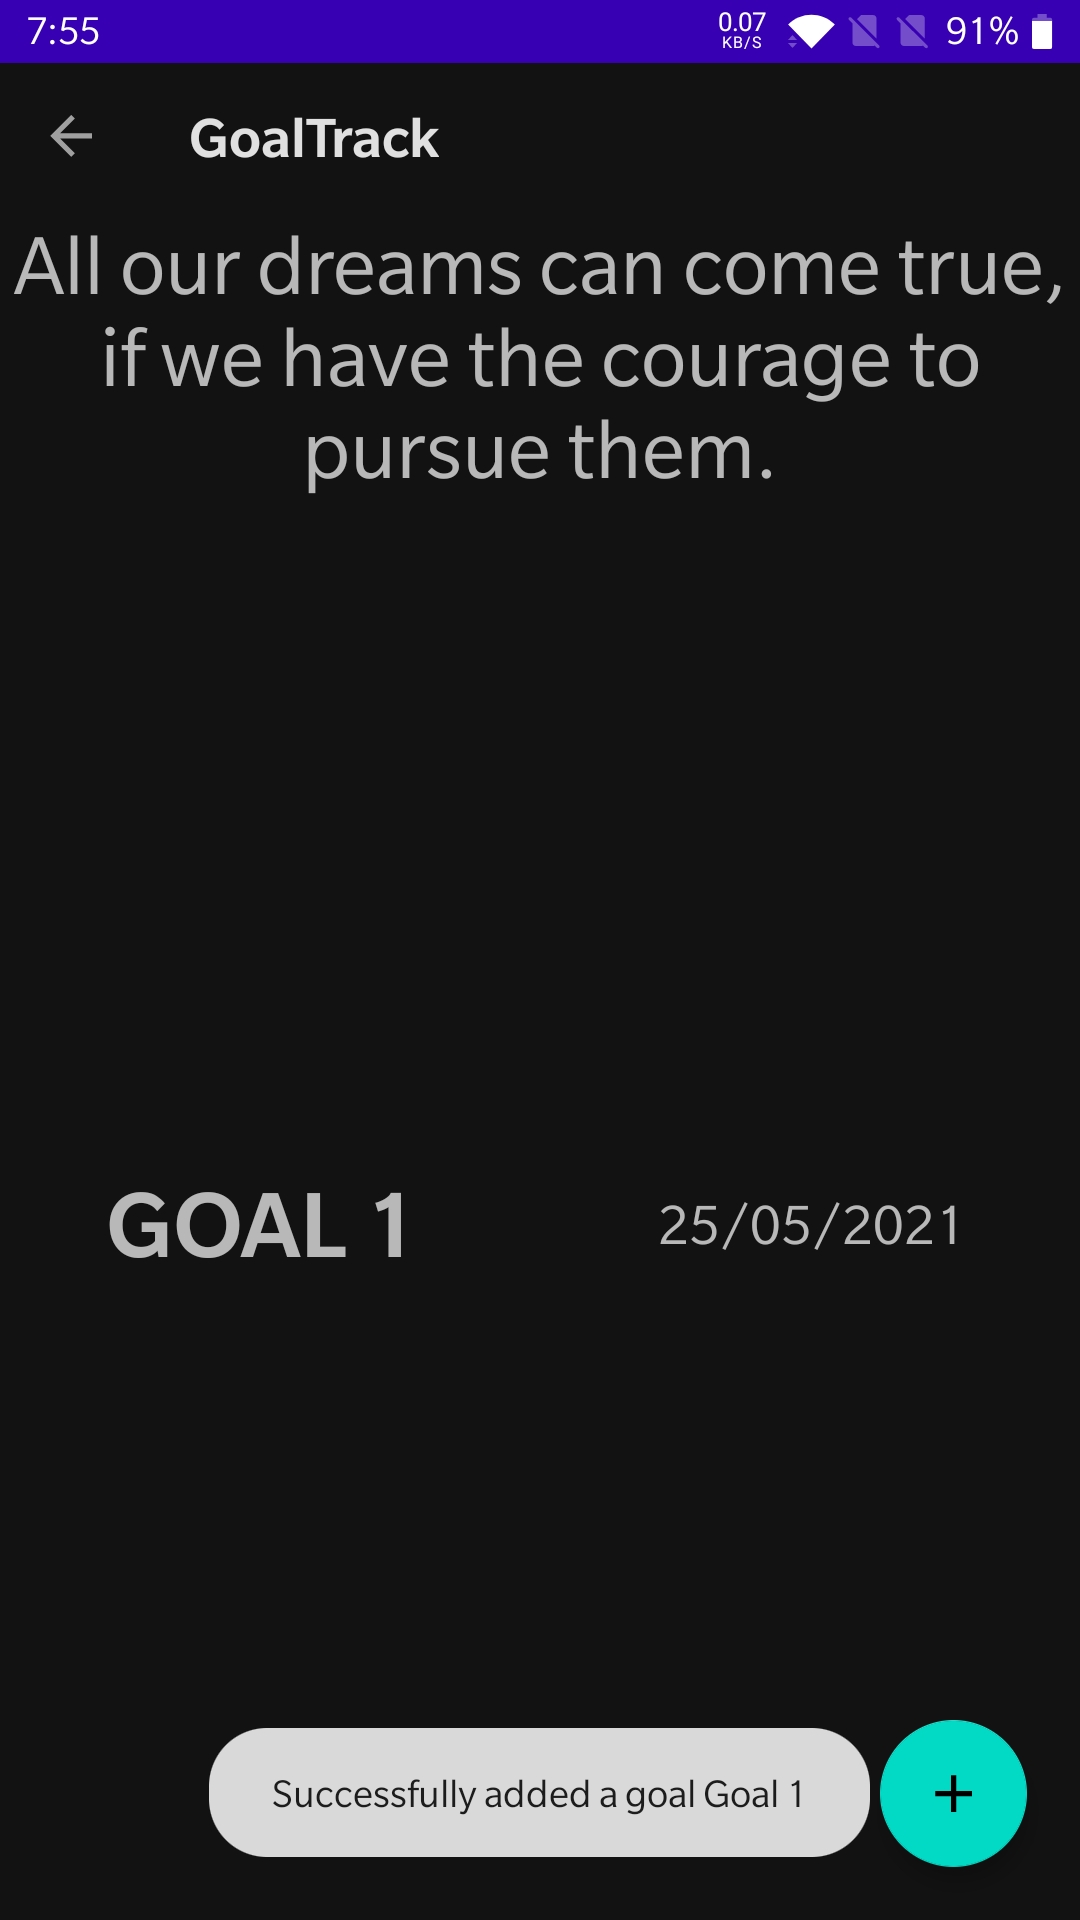 7:55
0.07
KB/S
91%
GoalTrack
All our dreams can come true,
if we have the courage to
pursue them.
GOAL 1
25/05/2021
Successfully added a goal Goal 1
+